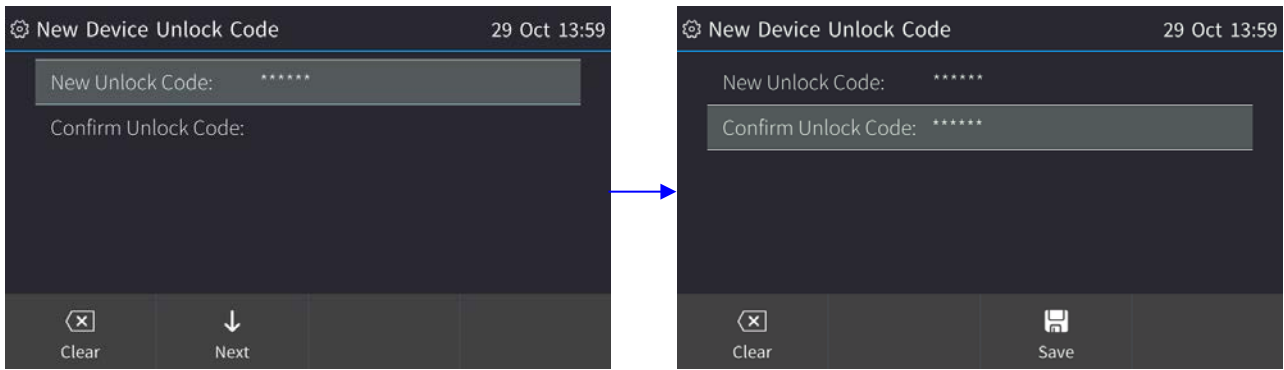 New Device Unlock Code 29 Oct 13:59
New Unlock Code: ******
Confirm Unlock Code:
Clear Next
New Device Unlock Code 29 Oct 13:59
New Unlock Code: ******
Confirm Unlock Code: ******
Clear Save